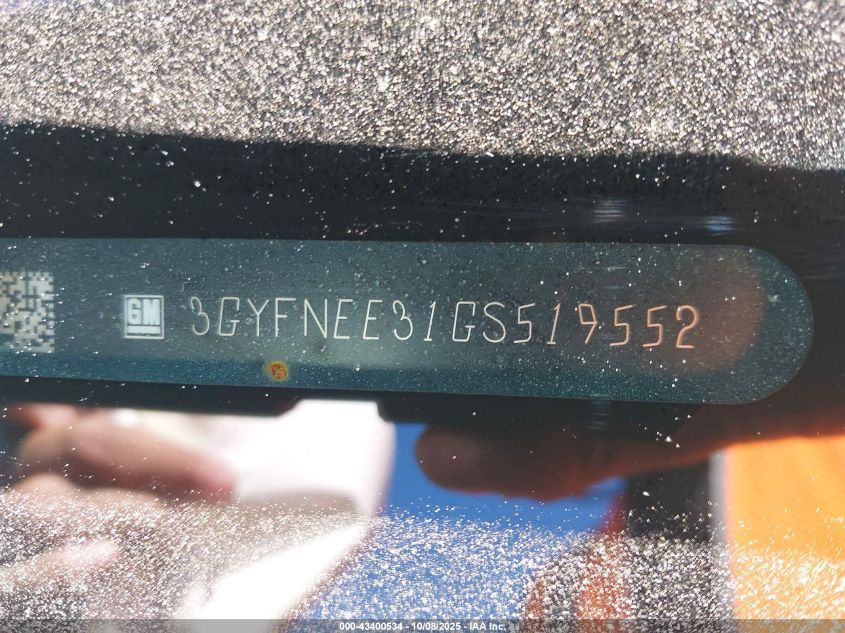 GM 3GYFNEE31GS519552
000-43400534 - 10/08/2025 - IAA Inc.